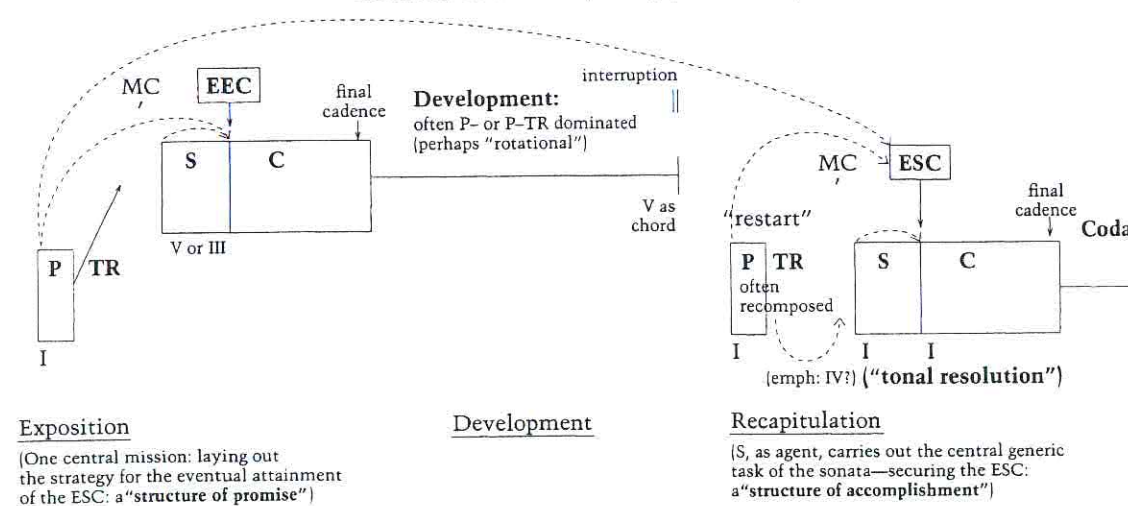 MC
EEC
final
cadence
S
C
V or III
P
TR
I
Development:
often P– or P–TR dominated
(perhaps “rotational”)
interruption
V as
chord
MC
ESC
final
cadence
Coda
“restart”
P
TR
often
recomposed
S
C
I
I
I
(emph: IV?) (“tonal resolution”)
Exposition
(One central mission: laying out
the strategy for the eventual attainment
of the ESC: a“structure of promise”)
Development
Recapitulation
(S, as agent, carries out the central generic
task of the sonata—securing the ESC:
a“structure of accomplishment”)